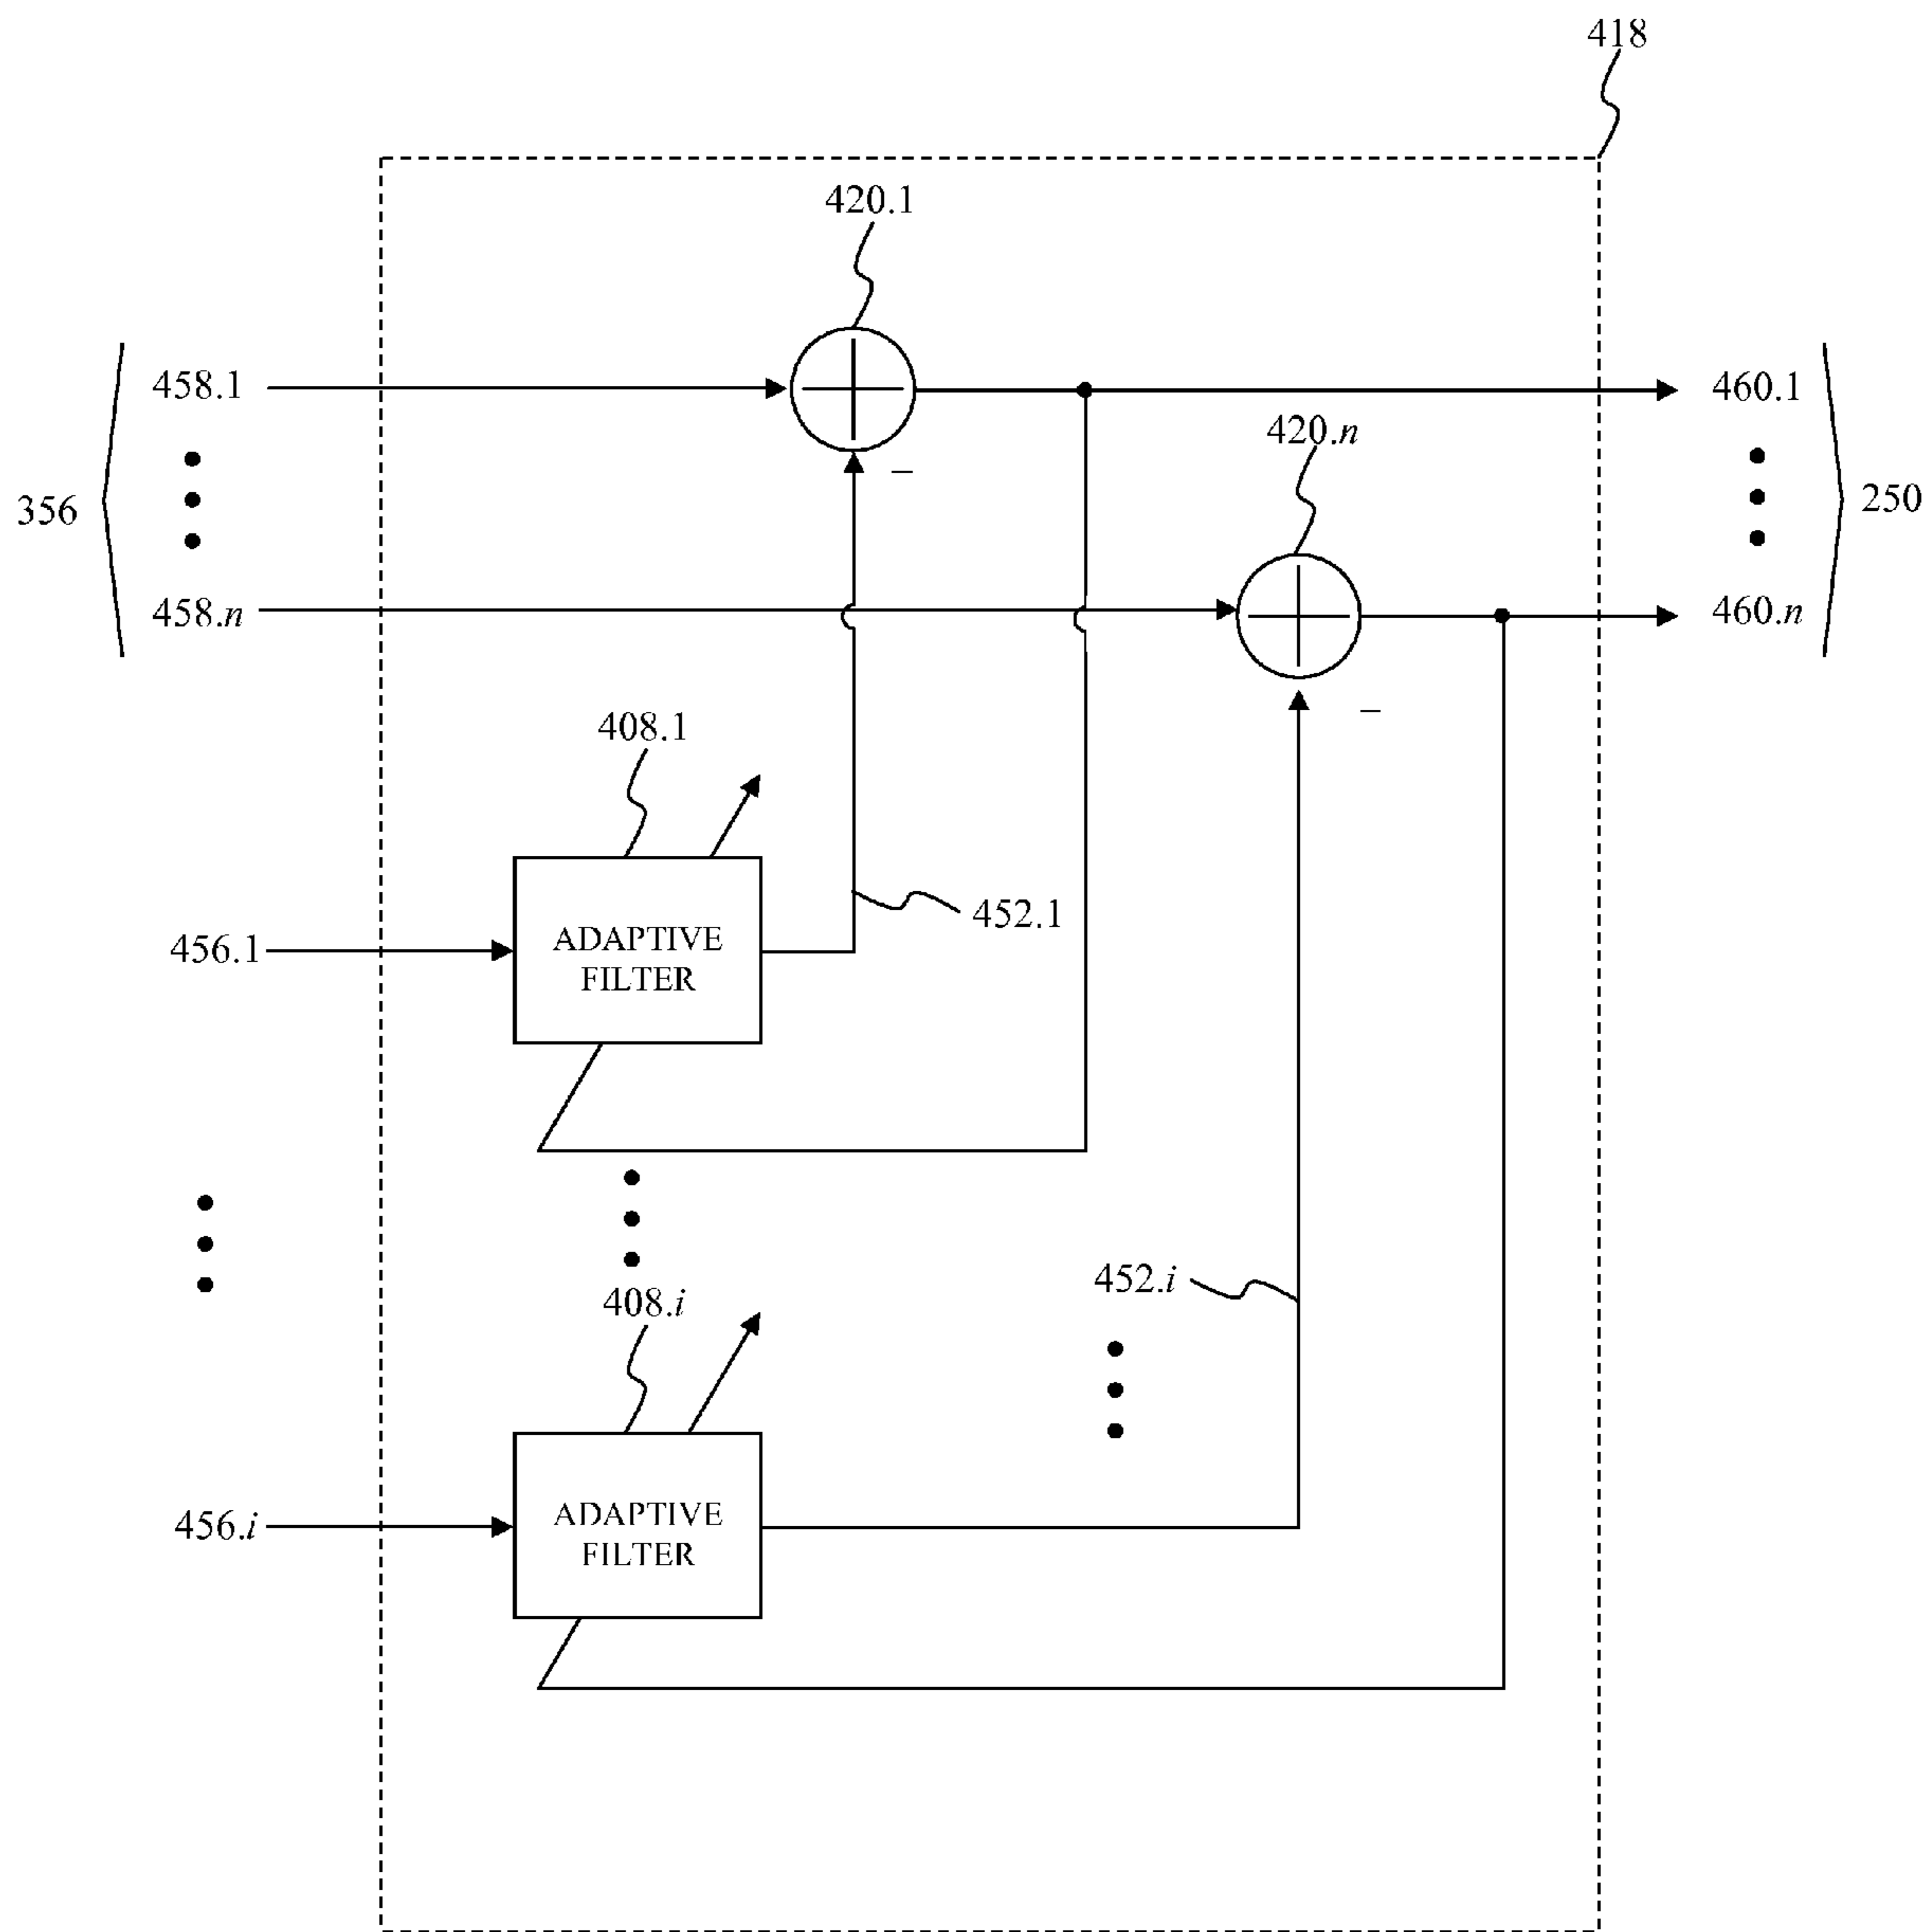 418
420.1
458.1
460.1
420.n
356
250
–
458.n
460.n
–
408.1
452.1
456.1
ADAPTIVE
FILTER
452.i
408.i
456.i
ADAPTIVE
FILTER